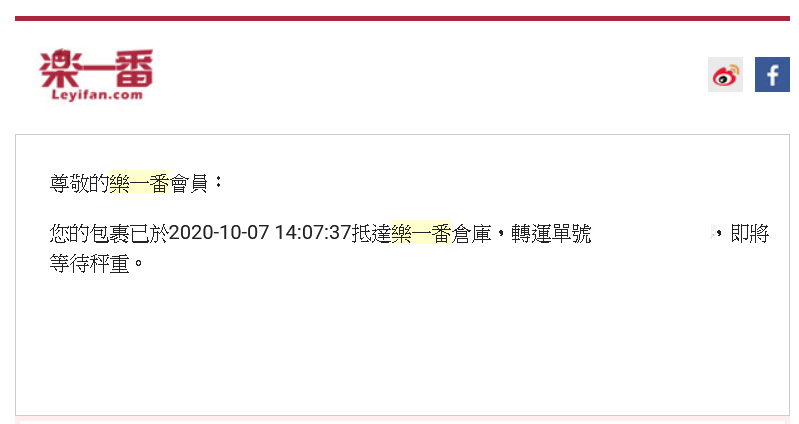 楽一番
Leyifan.com
f
尊敬的樂一番會員：
您的包裹已於2020-10-07 14:07:37抵達樂一番倉庫，轉運單號，即將
等待秤重。